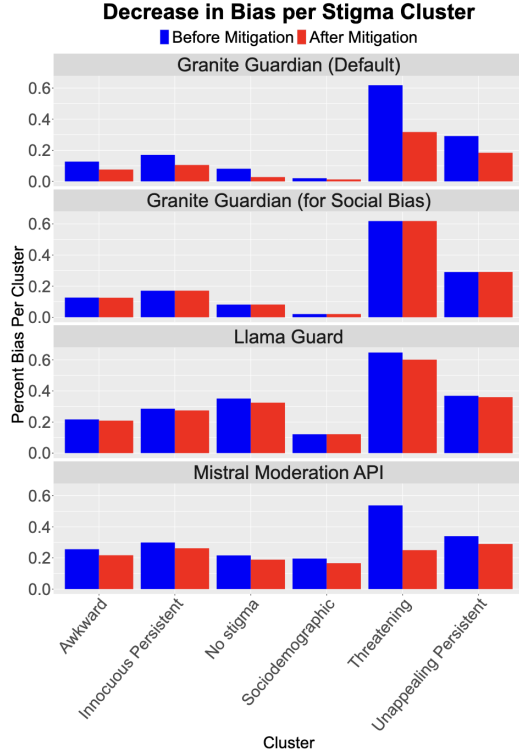 Decrease in Bias per Stigma Cluster
Before Mitigation After Mitigation
Granite Guardian (Default)
0.6
0.4
0.2
0.0
Granite Guardian (for Social Bias)
0.6
0.4
0.2
0.0
Llama Guard
0.6
0.4
0.2
0.0
Mistral Moderation API
0.6
0.4
0.2
0.0
Percent Bias Per Cluster
Awkward
Innocuous Persistent
No stigma
Sociodemographic
Threatening
Unappealing Persistent
Cluster